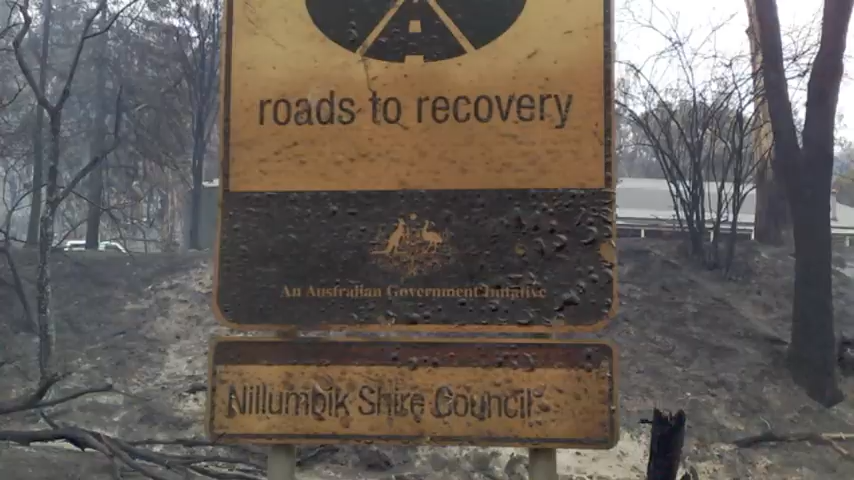 roads to recovery
An Australian Government Initiative
Nillumbik Shire Council